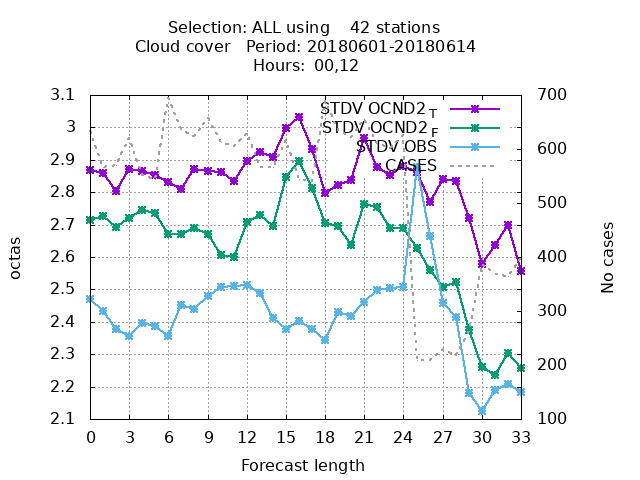 Selection: ALL using    42 stations
Cloud cover   Period: 20180601-20180614
Hours:  00,12
3.1
3
2.9
2.8
2.7
2.6
2.5
2.4
2.3
2.2
2.1
octas
STDV OCND2 T
STDV OCND2 F
STDV OBS
CASES
700
600
500
400
300
200
100
No cases
0 3 6 9 12 15 18 21 24 27 30 33
Forecast length